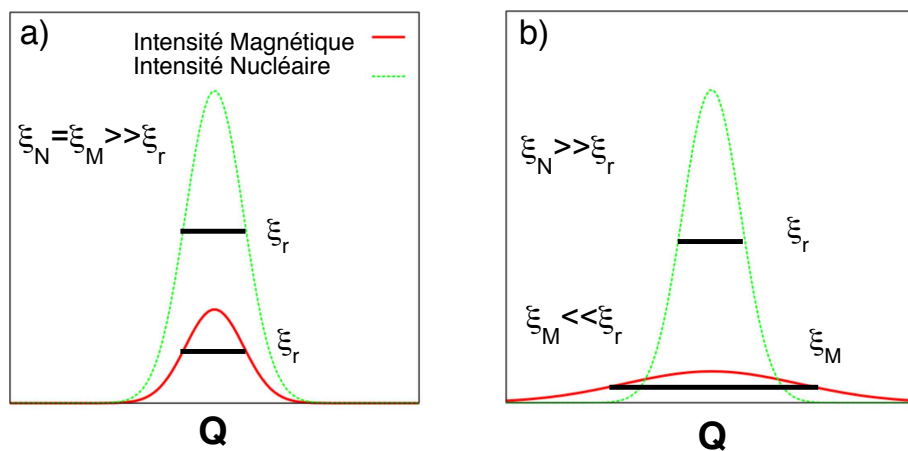 a)
Intensité Magnétique
Intensité Nucléaire
ξN=ξM>>ξr
ξr
ξr
Q
b)
ξN>>ξr
ξr
ξM<<ξr
ξM
Q